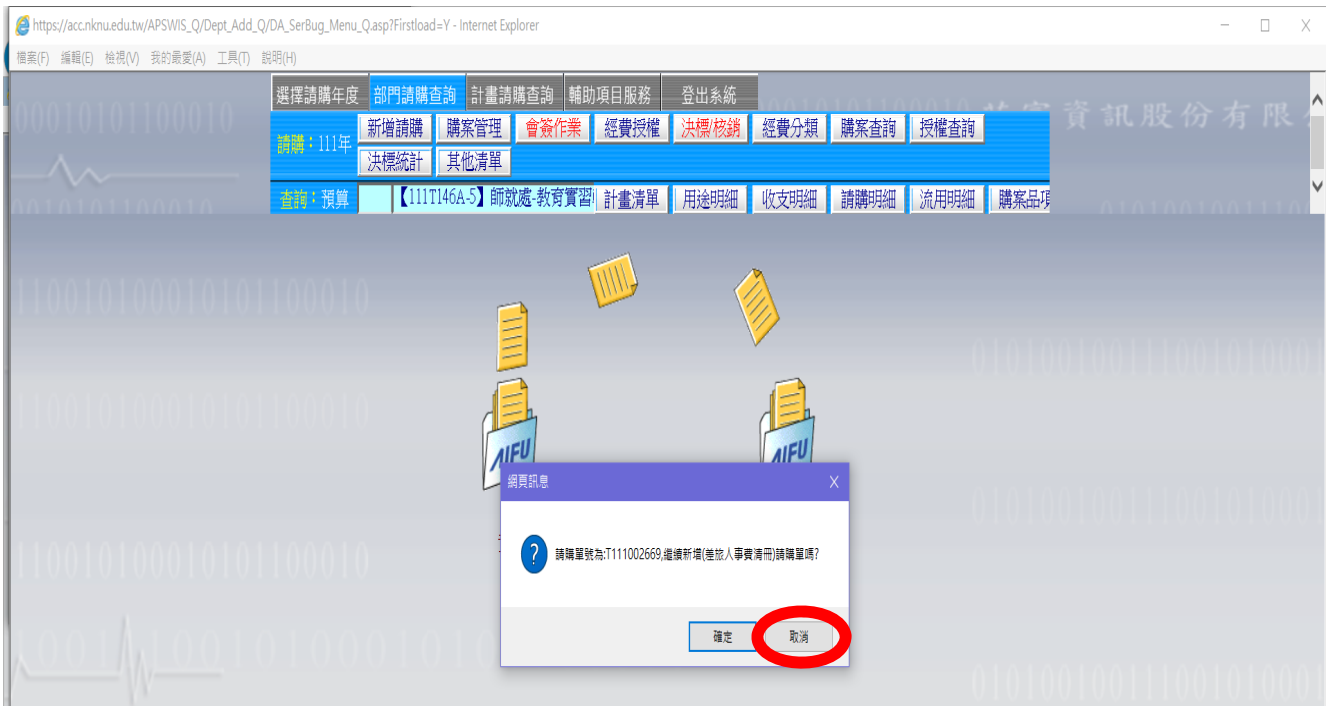 https://acc.nknu.edu.tw/APSWIS_Q/Dept_Add_Q/DA_SerBug_Menu_Q.asp?Firstload=Y - Internet Explorer
檔案(F) 編輯(E) 檢視(V) 我的最愛(A) 工具(T) 說明(H)
選擇請購年度 部門請購查詢 計畫請購查詢 輔助項目服務 登出系統
資訊股份有限
請購：111年 新增請購 購案管理 會簽作業 經費授權 決標/核銷 經費分類 購案查詢 授權查詢
決標統計 其他清單
查詢：預算 【111T146A-5】師就處-教育實習 計畫清單 用途明細 收支明細 請購明細 流用明細 購案品項
AIFU AIFU
網頁訊息
請購單號為:T111002669,繼續新增(差旅人事費清冊)請購單嗎?
確定 取消